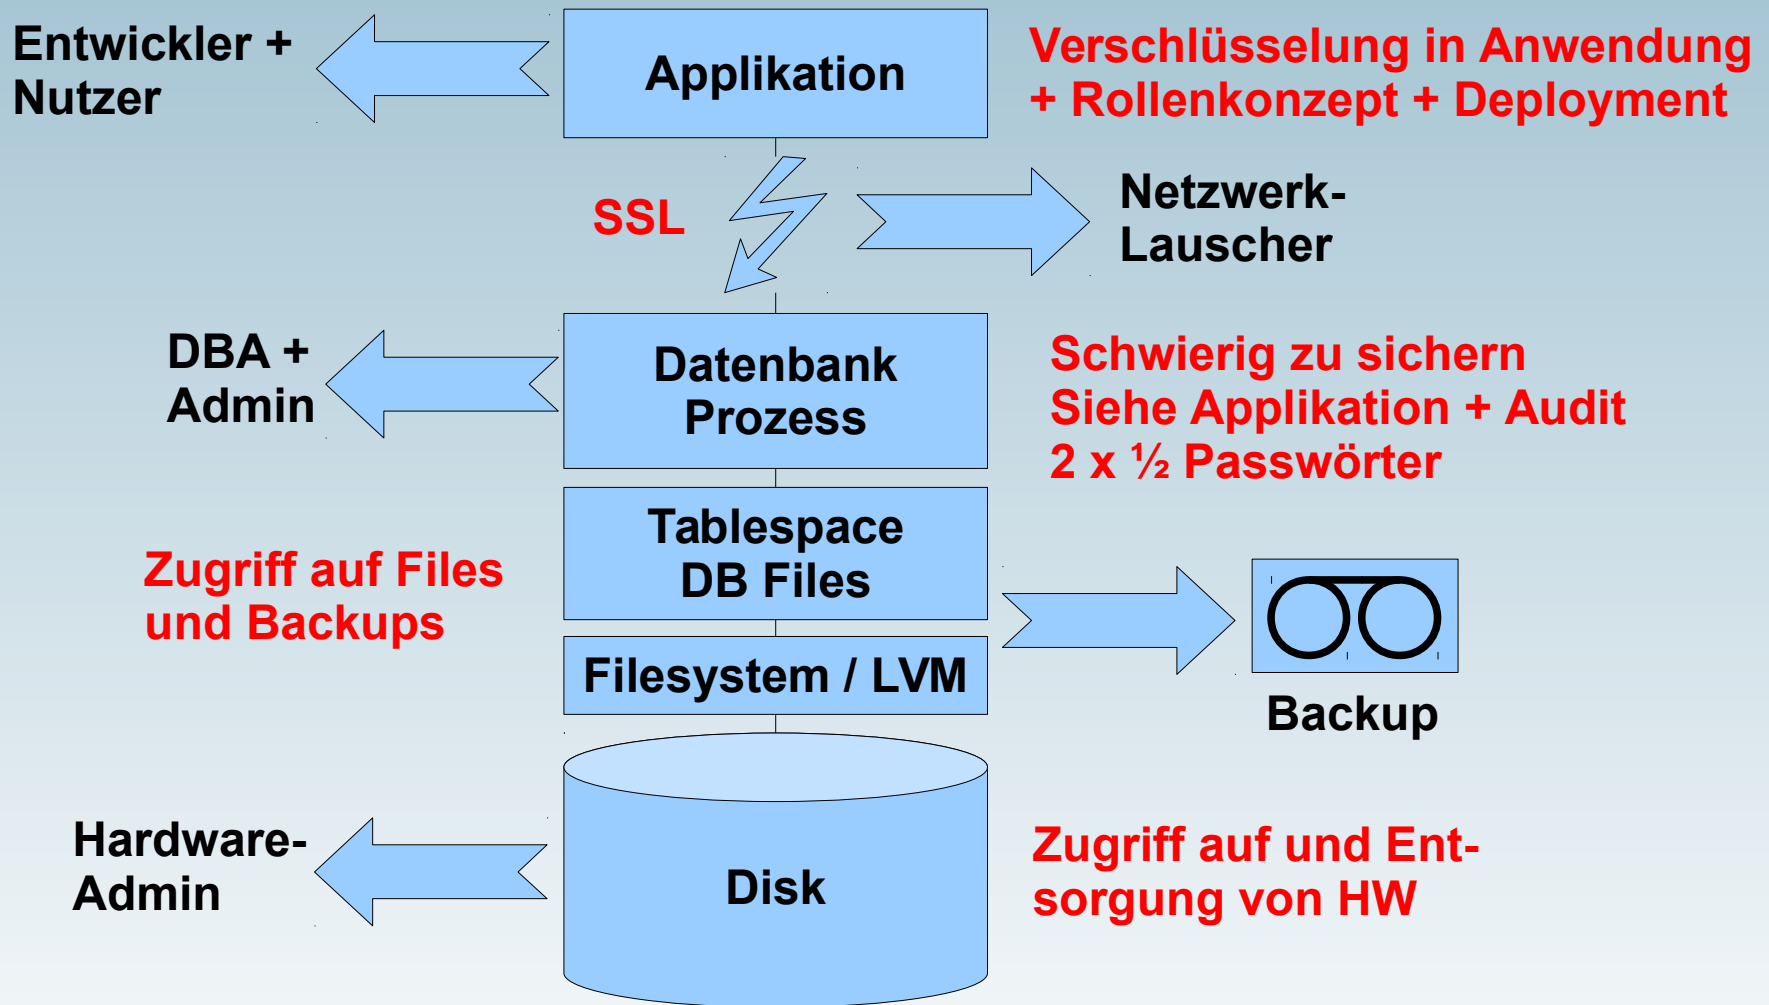 Entwickler +
Nutzer
Applikation
Verschlüsselung in Anwendung
+ Rollenkonzept + Deployment
SSL
Netzwerk-
Lauscher
DBA +
Admin
Datenbank
Prozess
Schwierig zu sichern
Siehe Applikation + Audit
2 x ½ Passwörter
Tablespace
DB Files
Zugriff auf Files
und Backups
Filesystem / LVM
Backup
Hardware-
Admin
Disk
Zugriff auf und Ent-
sorgung von HW